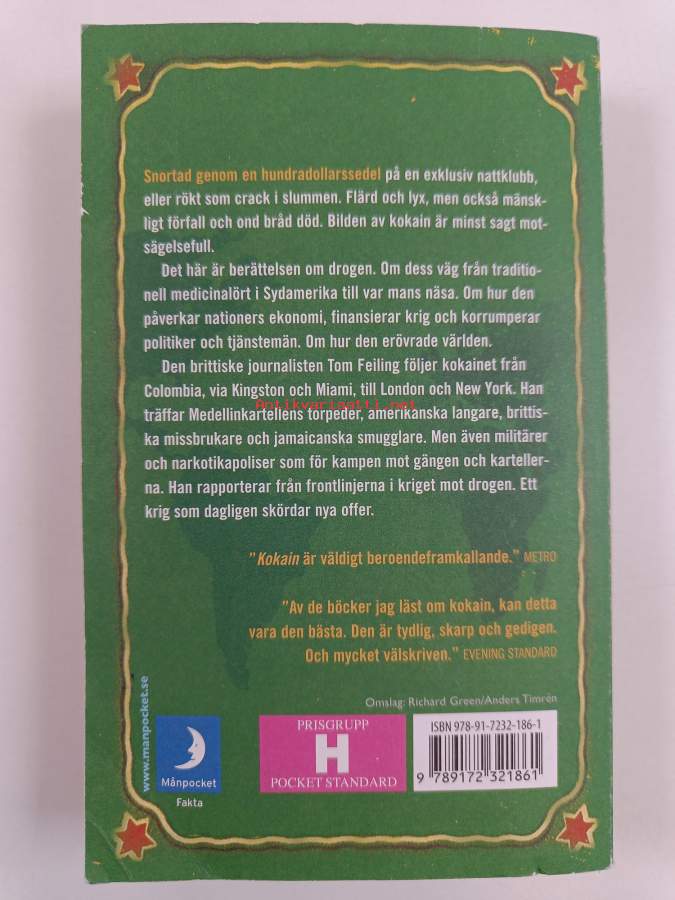 Snortad genom en hundradollarssedel på en exklusiv nattklubb,
eller rökt som crack i slummen. Flärd och lyx, men också mänsk-
ligt förfall och ond bråd död. Bilden av kokain är minst sagt mot-
sägelsefull.
Det här är berättelsen om drogen. Om dess väg från traditio-
nell medicinalört i Sydamerika till var mans näsa. Om hur den
påverkar nationers ekonomi, finansierar krig och korrumperar
politiker och tjänstemän. Om hur den erövrade världen.
Den brittiske journalisten Tom Feiling följer kokainet från
Colombia, via Kingston och Miami, till London och New York. Han
träffar Medellinkartellens torpeder, amerikanska langare, brittis-
Antikvariaatti.net
ka missbrukare och jamaicanska smugglare. Men även militärer
och narkotikapoliser som för kampen mot gängen och karteller-
na. Han rapporterar från frontlinjerna i kriget mot drogen. Ett
krig som dagligen skördar nya offer.
"Kokain är väldigt beroendeframkallande." METRO
"Av de böcker jag läst om kokain, kan detta
vara den bästa. Den är tydlig, skarp och gedigen.
Och mycket välskriven." EVENING STANDARD
Omslag: Richard Green/Anders Timrén
www.manpocket.se
Månpocket
Fakta
PRISGRUPP
H
POCKET STANDARD
ISBN 978-91-7232-186-1
9 789172 321861